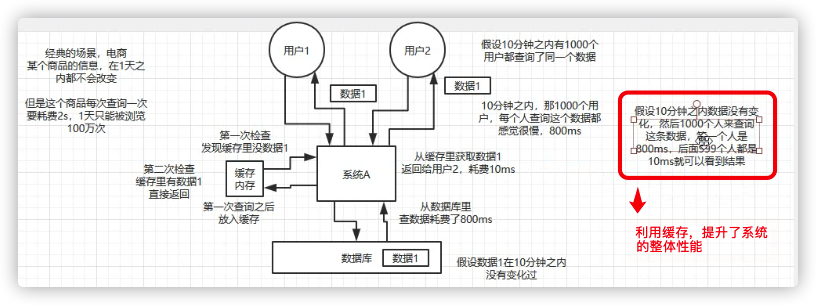 经典的场景，电商
某个商品的信息，在1天之
内都不会改变
但是这个商品每次查询一次
要耗费2s，1天只能被浏览
100万次
用户1
用户2
数据1
数据1
假设10分钟之内有1000个
用户都查询了同一个数据
10分钟之内，那1000个用
户，每个人查询这个数据都
感觉很慢，800ms
第一次检查
发现缓存里没数据1
第二次检查
缓存里有数据1
直接返回
缓存
内存
第一次查询之后
放入缓存
系统A
从缓存里获取数据1
返回给用户2，耗费10ms
从数据库里
查数据耗费了800ms
数据库
数据1
假设数据1在10分钟之内
没有变化过
假设10分钟之内数据没有变
化，然后1000个人来查询
这条数据，第一个人是
800ms，后面999个人都是
10ms就可以看到结果
利用缓存，提升了系统
的整体性能